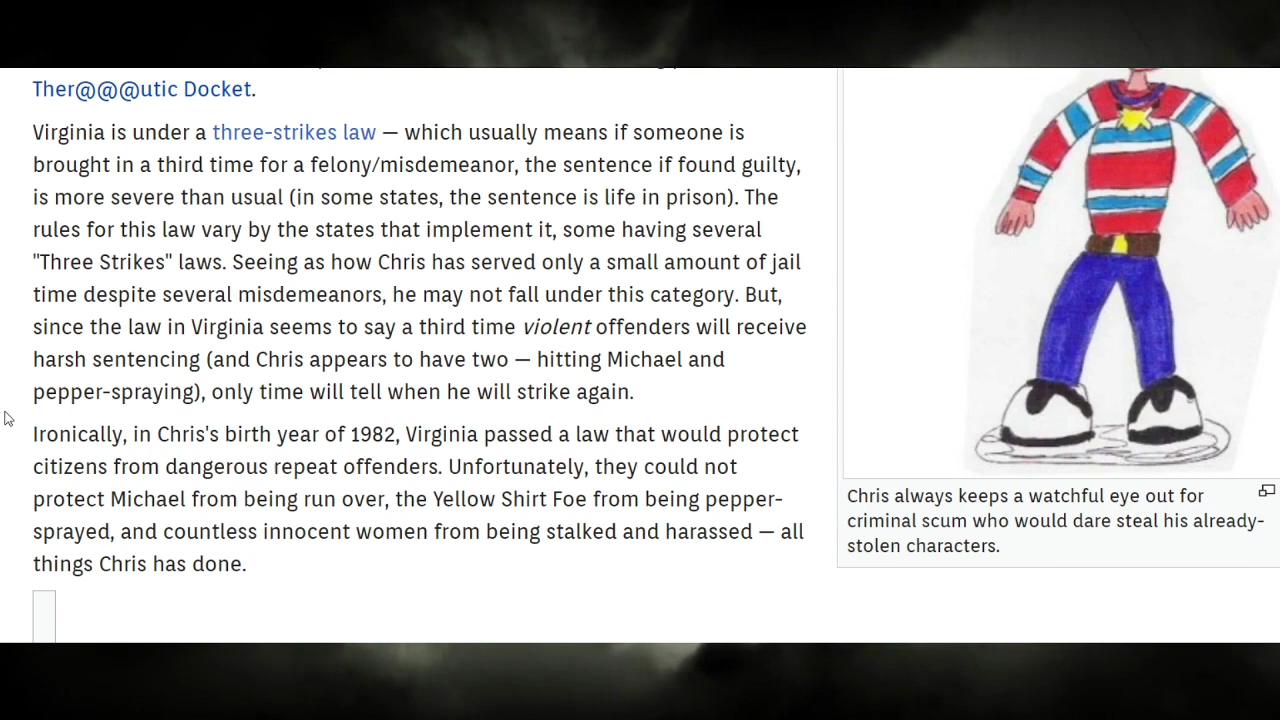 Ther@@@utic Docket.
Virginia is under a three-strikes law — which usually means if someone is
brought in a third time for a felony/misdemeanor, the sentence if found guilty,
is more severe than usual (in some states, the sentence is life in prison). The
rules for this law vary by the states that implement it, some having several
"Three Strikes" laws. Seeing as how Chris has served only a small amount of jail
time despite several misdemeanors, he may not fall under this category. But,
since the law in Virginia seems to say a third time violent offenders will receive
harsh sentencing (and Chris appears to have two — hitting Michael and
pepper-spraying), only time will tell when he will strike again.
Ironically, in Chris's birth year of 1982, Virginia passed a law that would protect
citizens from dangerous repeat offenders. Unfortunately, they could not
protect Michael from being run over, the Yellow Shirt Foe from being pepper-
sprayed, and countless innocent women from being stalked and harassed — all
things Chris has done.
Chris always keeps a watchful eye out for
criminal scum who would dare steal his already-
stolen characters.